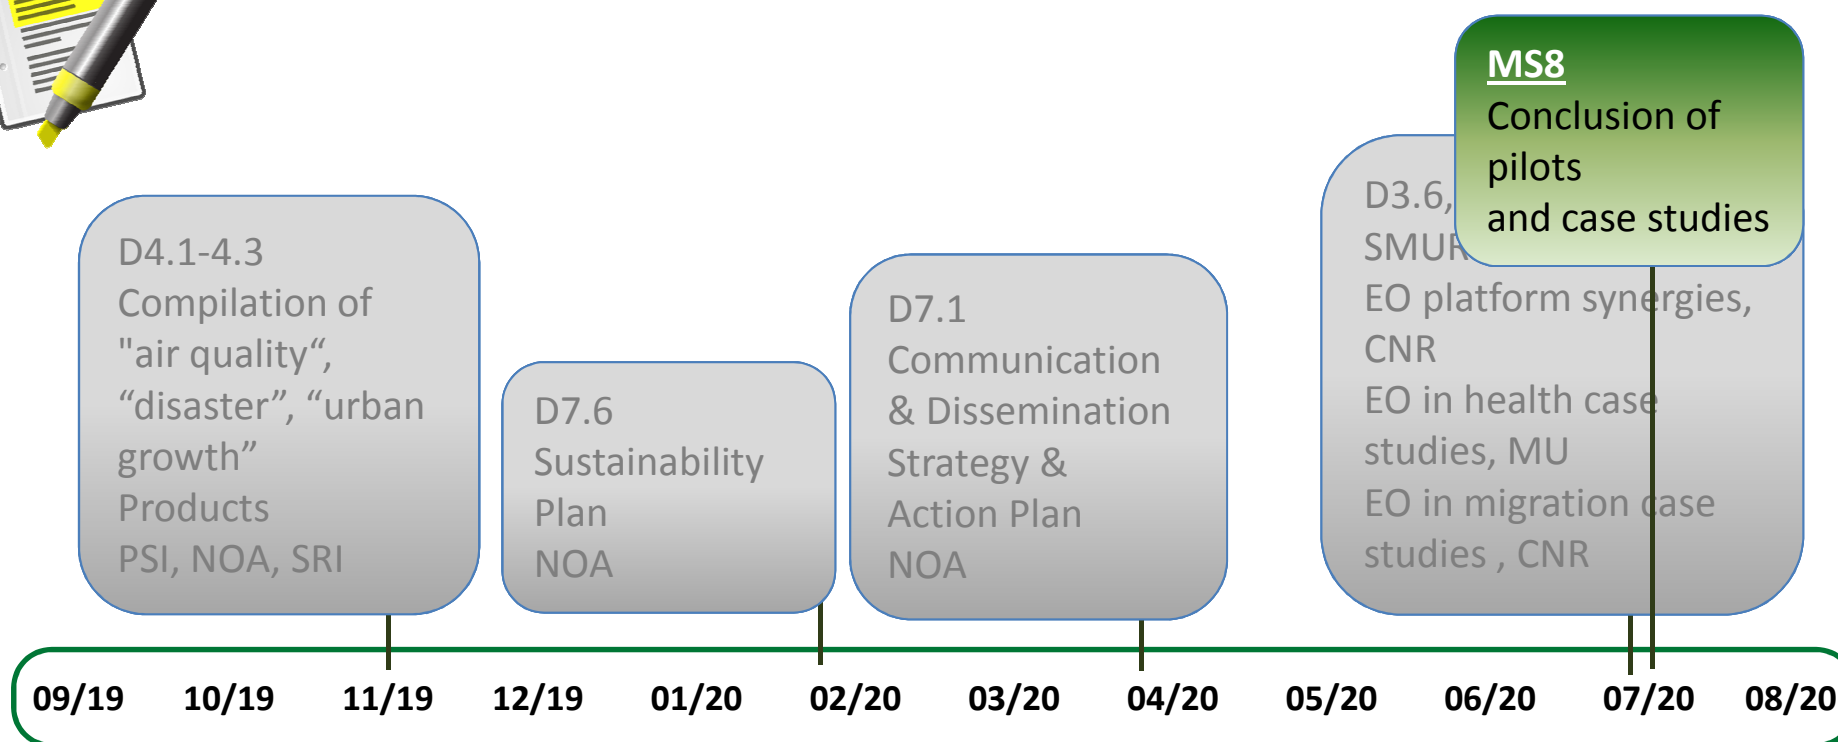 MS8
Conclusion of
pilots
and case studies
D4.1-4.3
Compilation of
"air quality“,
“disaster”, “urban
growth”
Products
PSI, NOA, SRI
D7.6
Sustainability
Plan
NOA
D7.1
Communication
& Dissemination
Strategy &
Action Plan
NOA
D3.6,
EO platform synergies,
CNR
EO in health case
studies, MU
EO in migration case
studies , CNR
09/19 10/19 11/19 12/19 01/20 02/20 03/20 04/20 05/20 06/20 07/20 08/20